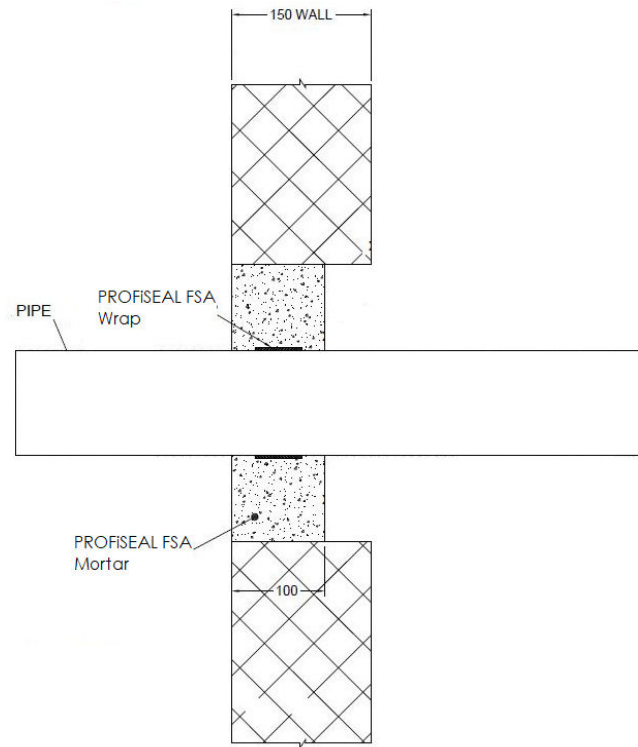 150 WALL
PROFiSEAL FSA
Wrap
PIPE
PROFiSEAL FSA
Mortar
100